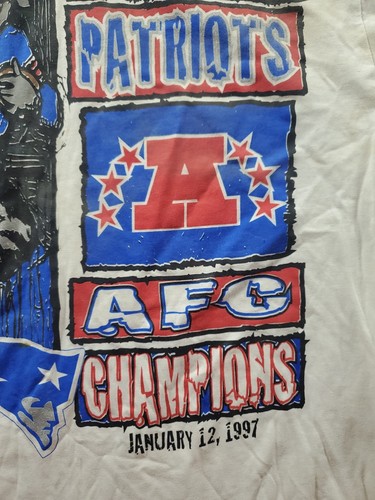 PATRIOTS
A
AFC
CHAMPIONS
JANUARY 12, 1997